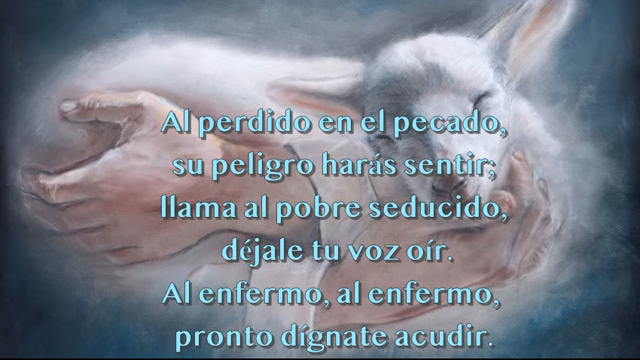 Al perdido en el pecado,
su peligro harás sentir;
llama al pobre seducido,
déjale tu voz oír.
Al enfermo, al enfermo,
pronto dígnate acudir.